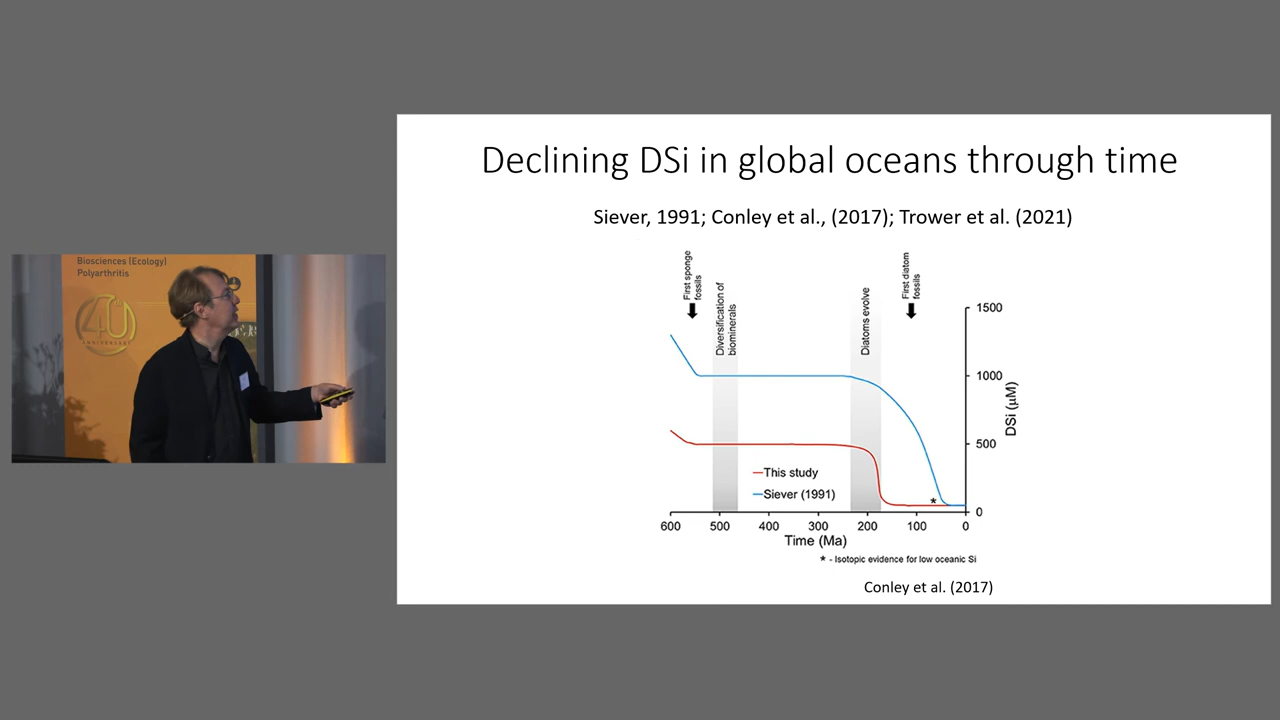 Biosciences (Ecology)
Polyarthritis
Declining DSi in global oceans through time
Siever, 1991; Conley et al., (2017); Trower et al. (2021)
First sponge
fossils
Diversification of
biominerals
Diatoms evolve
First diatom
fossils
1500
1000
500
0
DSi (µM)
This study
Siever (1991)
*
600
500
400
300
200
100
0
Time (Ma)
* - Isotopic evidence for low oceanic Si
Conley et al. (2017)